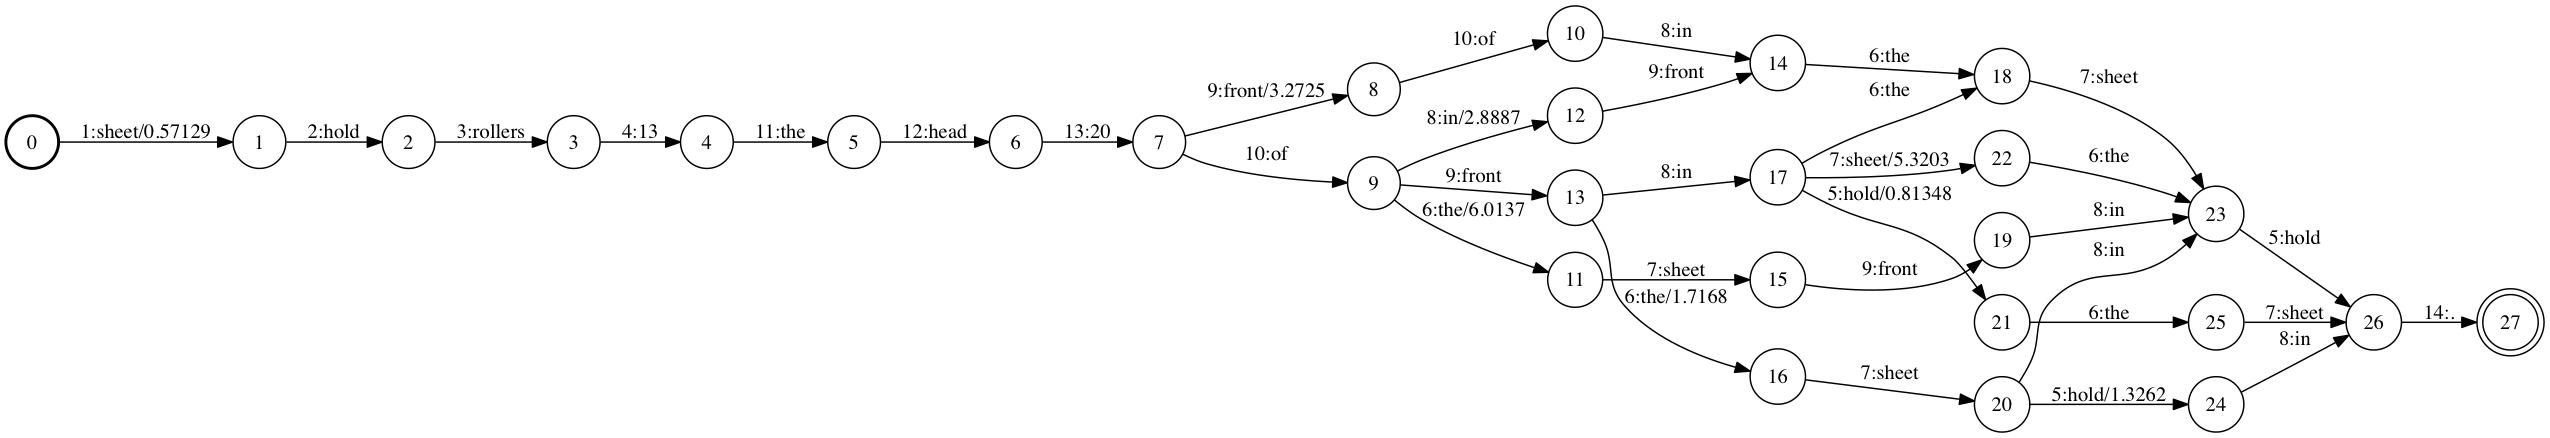 0 1:sheet/0.57129 1 2:hold 2 3:rollers 3 4:13 4 11:the 5 12:head 6 13:20 7
9:front/3.2725 8 10:of 10 8:in 14 6:the 18 7:sheet
10:of 9 8:in/2.8887 12 9:front
9:front 13 8:in 17 6:the
7:sheet/5.3203 22 6:the 23 5:hold
5:hold/0.81348 21 6:the 25 7:sheet 26 14:. 27
6:the/6.0137 11 7:sheet 15 9:front 19 8:in
6:the/1.7168 16 7:sheet 20 8:in
5:hold/1.3262 24 8:in